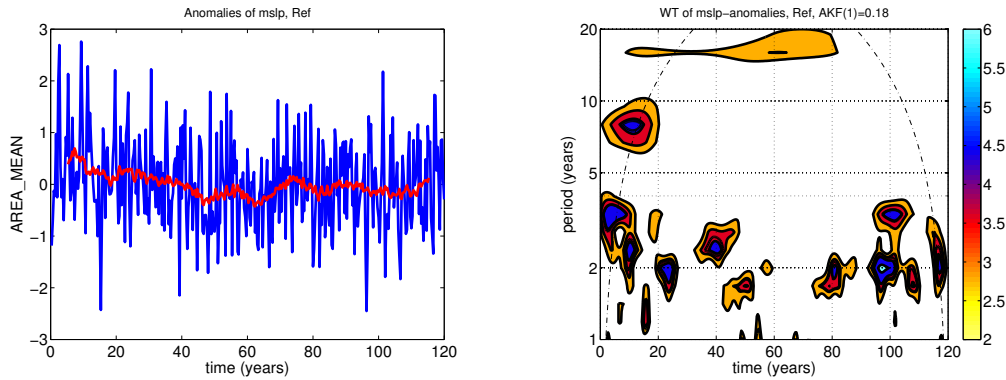 Anomalies of mslp, Ref
3
2
1
0
−1
−2
−3
AREA_MEAN
0 20 40 60 80 100 120
time (years)
WT of mslp−anomalies, Ref, AKF(1)=0.18
20
10
5
2
1
period (years)
0 20 40 60 80 100 120
time (years)
6
5.5
5
4.5
4
3.5
3
2.5
2